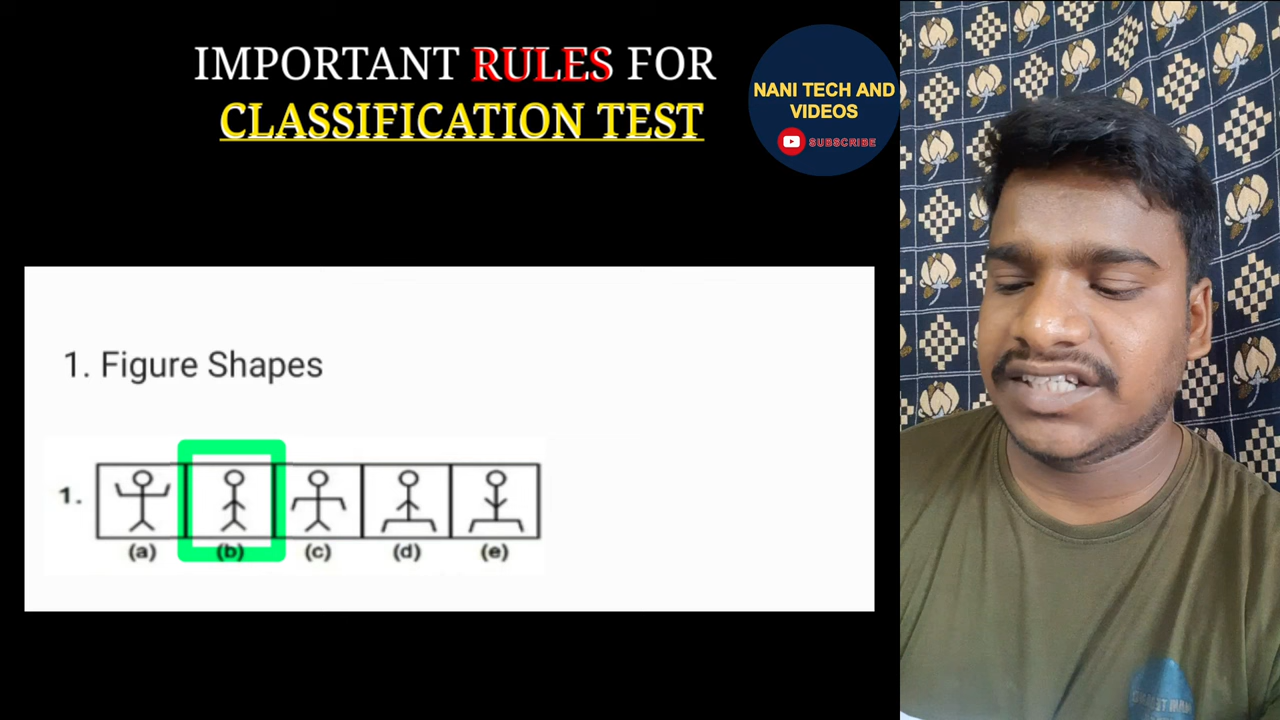 IMPORTANT RULES FOR
CLASSIFICATION TEST
NANI TECH AND
VIDEOS
SUBSCRIBE
1. Figure Shapes
1.
(a) (b) (c) (d) (e)